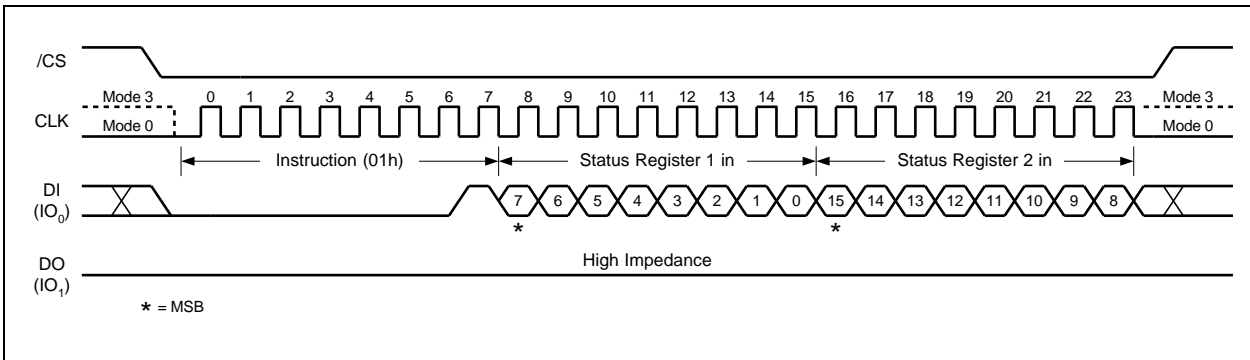 /CS
Mode 3 0 1 2 3 4 5 6 7 8 9 10 11 12 13 14 15 16 17 18 19 20 21 22 23 Mode 3
CLK
Mode 0 Mode 0
Instruction (01h) Status Register 1 in Status Register 2 in
DI
(IO₀) 7 6 5 4 3 2 1 0 15 14 13 12 11 10 9 8
* *
DO High Impedance
(IO₁)
* = MSB